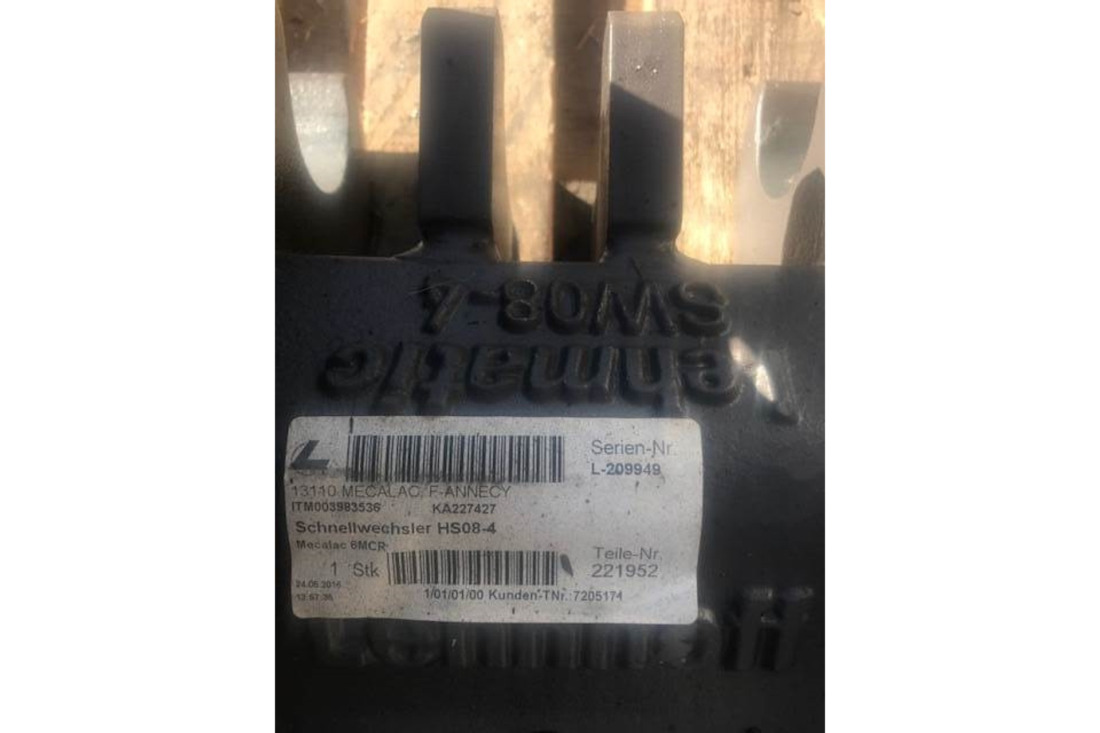 SW08-4
Lehmatic
Serien-Nr.
L-209949
13110 MECALAC, F-ANNECY
ITM003983536 KA227427
Schnellwechsler HS08-4
Mecalac 6MCR
Teile-Nr.
1 Stk 221952
24.05.2016
1/01/01/00 Kunden-TNr.:7205174